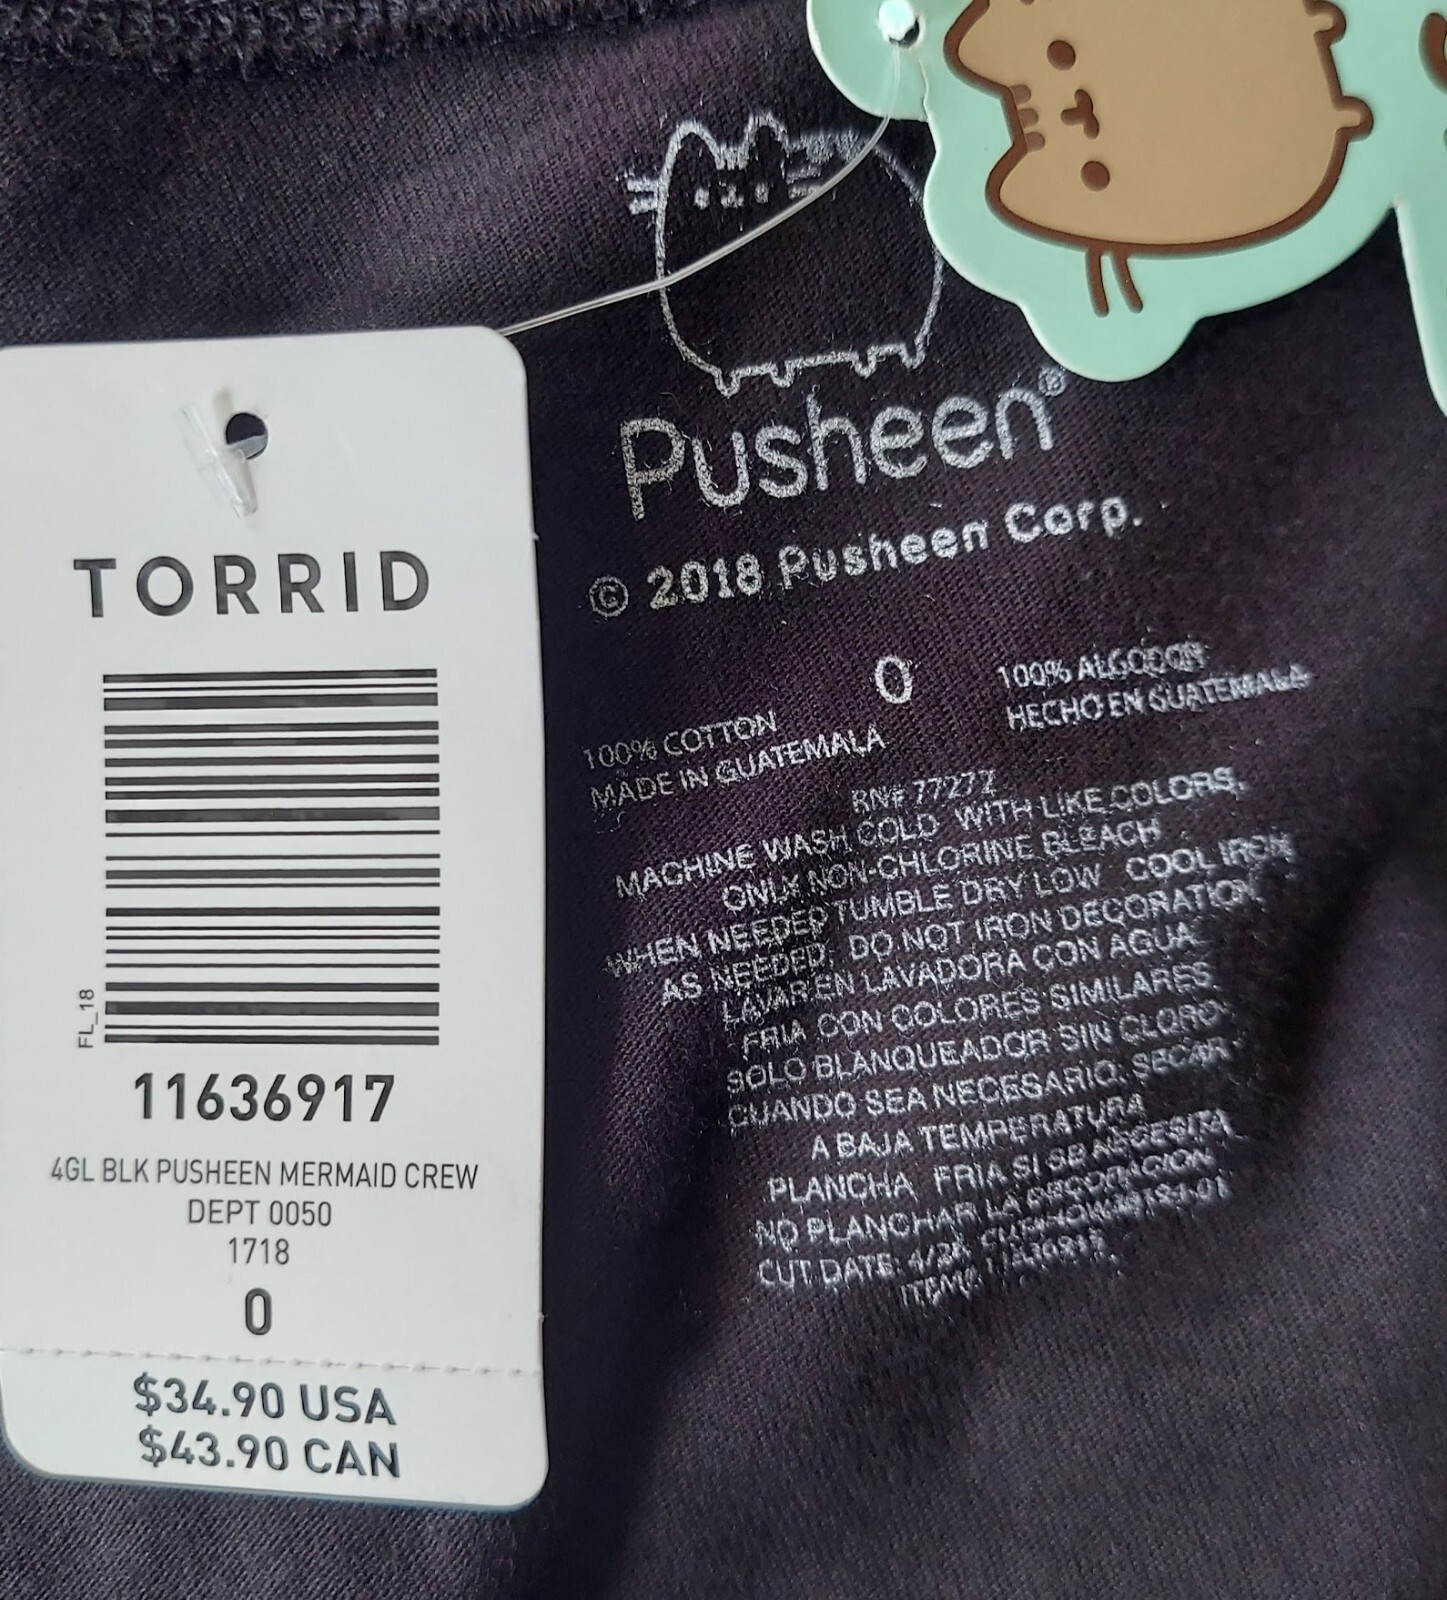 TORRID
FL_18
11636917
4GL BLK PUSHEEN MERMAID CREW
DEPT 0050
1718
0
$34.90 USA
$43.90 CAN
Pusheen®
© 2018 Pusheen Corp.
0
100% COTTON
MADE IN GUATEMALA
100% ALGODON
HECHO EN GUATEMALA
RN# 77277
MACHINE WASH COLD WITH LIKE COLORS.
ONLY NON-CHLORINE BLEACH
WHEN NEEDED TUMBLE DRY LOW COOL IRON
AS NEEDED. DO NOT IRON DECORATION.
LAVAR EN LAVADORA CON AGUA
FRIA CON COLORES SIMILARES
SOLO BLANQUEADOR SIN CLORO
CUANDO SEA NECESARIO. SECAR
A BAJA TEMPERATURA
PLANCHA FRIA SI SE NECESITA
NO PLANCHAR LA DECORACION
CUT DATE: 4/
ITEM#